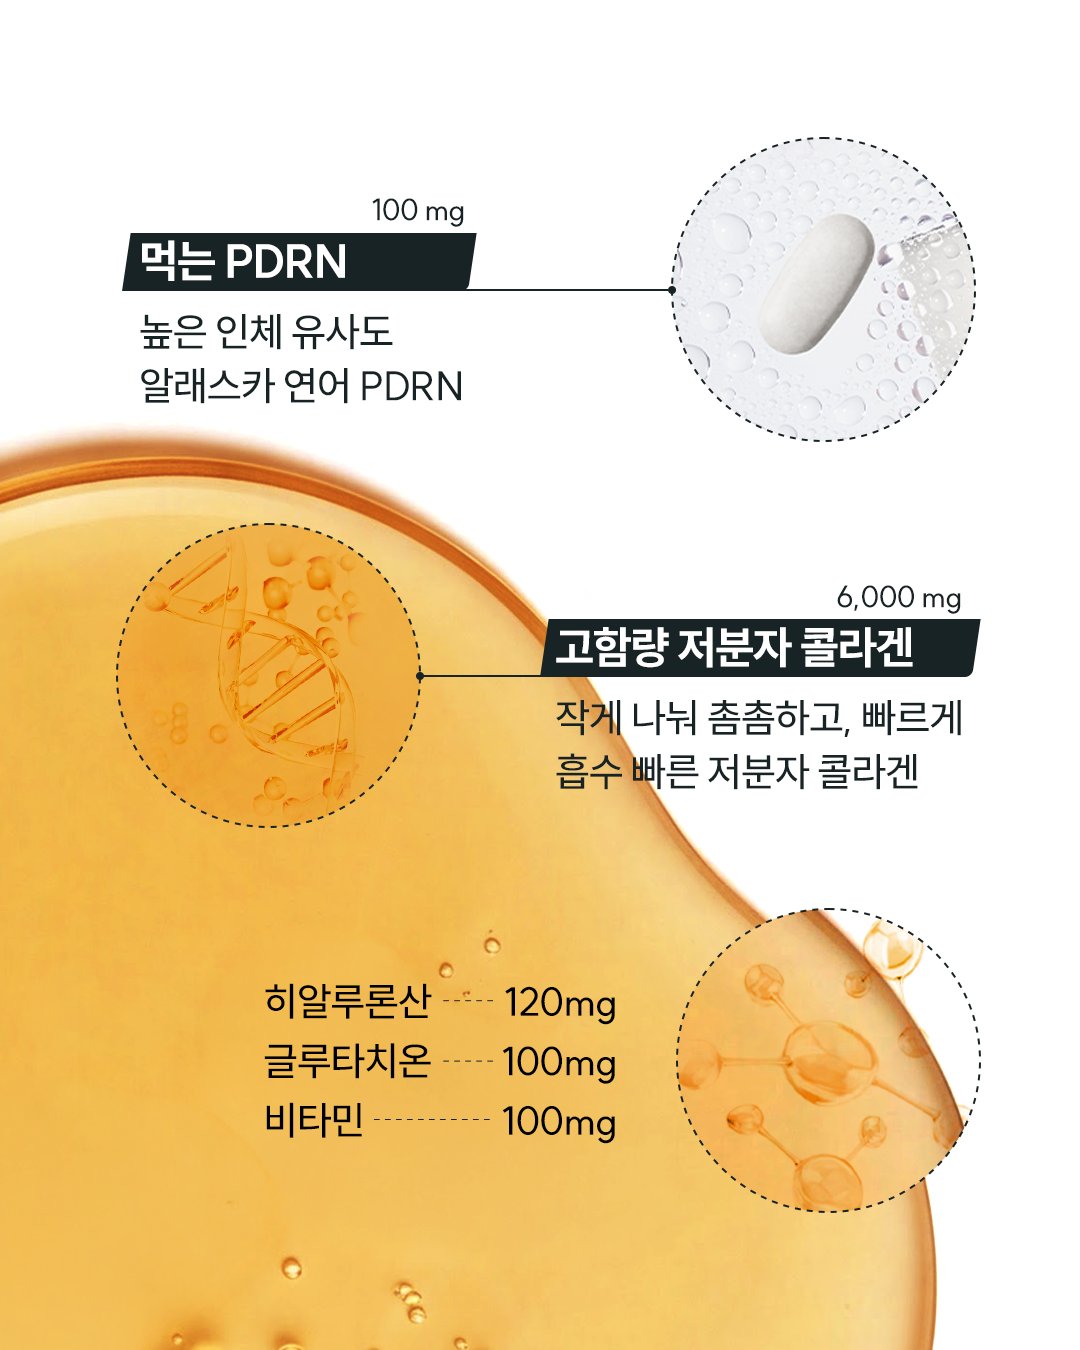 100 mg
먹는 PDRN
높은 인체 유사도
알래스카 연어 PDRN
6,000 mg
고함량 저분자 콜라겐
작게 나눠 촘촘하고, 빠르게
흡수 빠른 저분자 콜라겐
히알루론산 ----- 120mg
글루타치온 ----- 100mg
비타민 ------------ 100mg